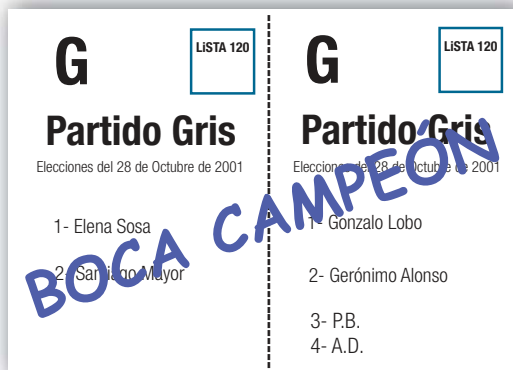 G
LiSTA 120
Partido Gris
Elecciones del 28 de Octubre de 2001
1- Elena Sosa
2- Santiago Mayor
G
LiSTA 120
Partido Gris
Elecciones del 28 de Octubre de 2001
1- Gonzalo Lobo
2- Gerónimo Alonso
3- P.B.
4- A.D.
BOCA CAMPEÓN